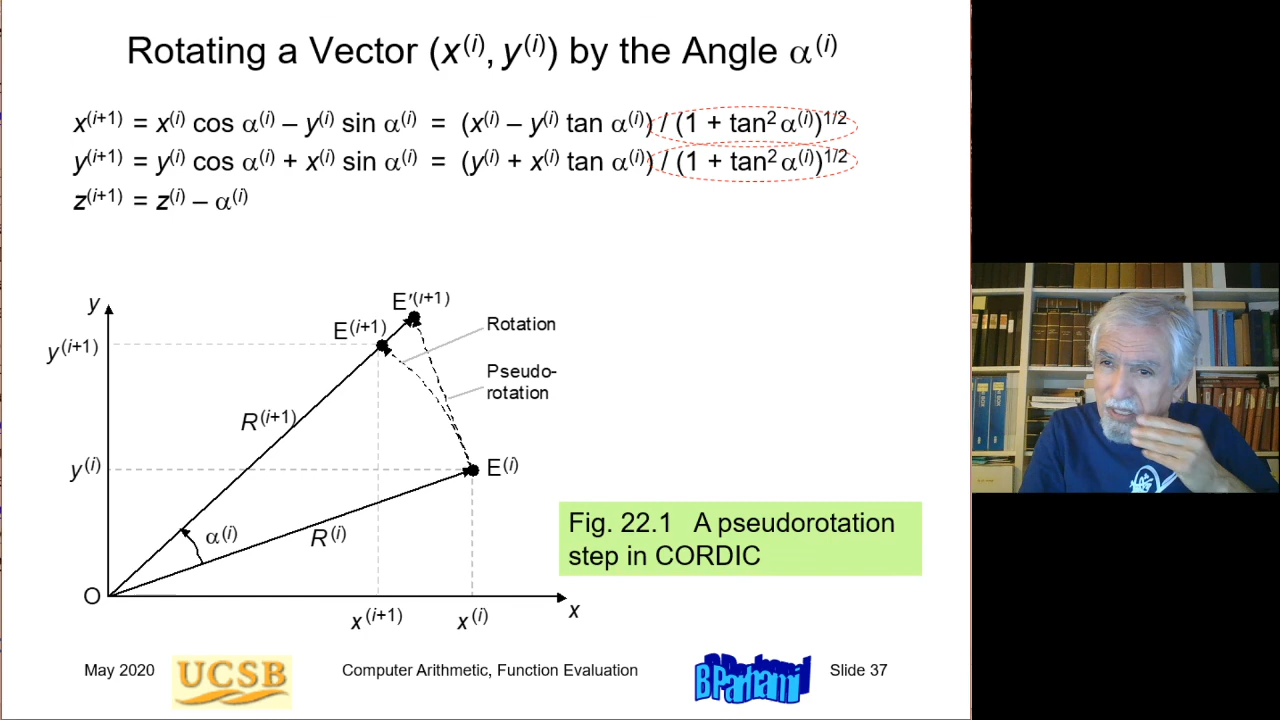 Rotating a Vector (x⁽ⁱ⁾, y⁽ⁱ⁾) by the Angle α⁽ⁱ⁾
x⁽ⁱ⁺¹⁾ = x⁽ⁱ⁾ cos α⁽ⁱ⁾ – y⁽ⁱ⁾ sin α⁽ⁱ⁾ = (x⁽ⁱ⁾ – y⁽ⁱ⁾ tan α⁽ⁱ⁾) / (1 + tan² α⁽ⁱ⁾)^1/2
y⁽ⁱ⁺¹⁾ = y⁽ⁱ⁾ cos α⁽ⁱ⁾ + x⁽ⁱ⁾ sin α⁽ⁱ⁾ = (y⁽ⁱ⁾ + x⁽ⁱ⁾ tan α⁽ⁱ⁾) / (1 + tan² α⁽ⁱ⁾)^1/2
z⁽ⁱ⁺¹⁾ = z⁽ⁱ⁾ – α⁽ⁱ⁾
y
E′⁽ⁱ⁺¹⁾
E⁽ⁱ⁺¹⁾
Rotation
y⁽ⁱ⁺¹⁾
Pseudo-
rotation
R⁽ⁱ⁺¹⁾
y⁽ⁱ⁾
E⁽ⁱ⁾
α⁽ⁱ⁾
R⁽ⁱ⁾
Fig. 22.1 A pseudorotation
step in CORDIC
O
x
x⁽ⁱ⁺¹⁾
x⁽ⁱ⁾
May 2020
UCSB
Computer Arithmetic, Function Evaluation
B Parhami
Slide 37